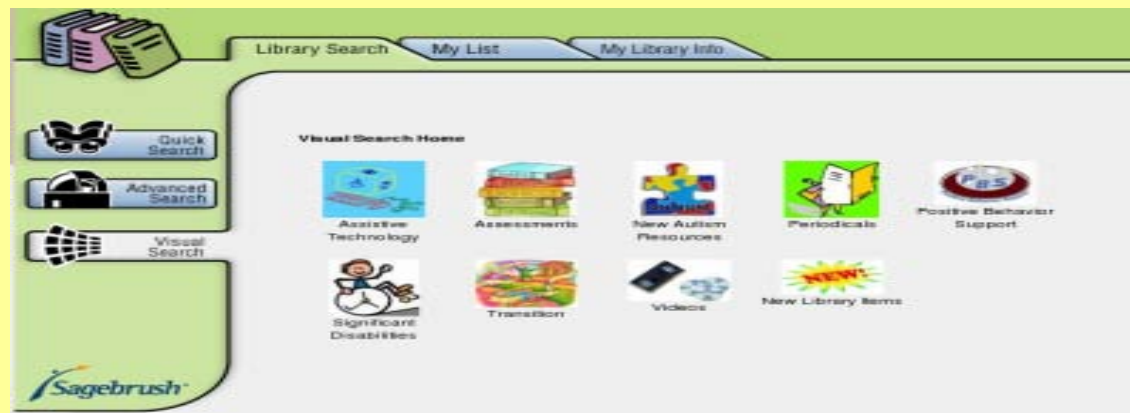 Library Search
My List
My Library Info
Quick
Search
Advanced
Search
Visual
Search
Visual Search Home
Assistive
Technology
Assessments
New Autism
Resources
Periodicals
PBS
Positive Behavior
Support
Significant
Disabilities
Transition
Videos
NEW!
New Library Items
Sagebrush